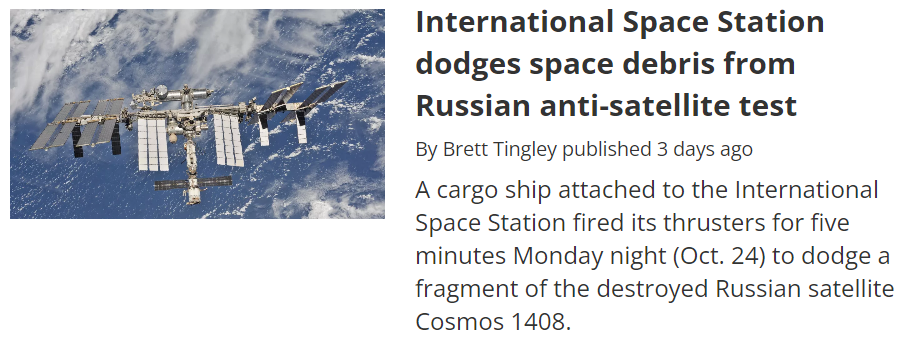 International Space Station
dodges space debris from
Russian anti-satellite test
By Brett Tingley published 3 days ago
A cargo ship attached to the International
Space Station fired its thrusters for five
minutes Monday night (Oct. 24) to dodge a
fragment of the destroyed Russian satellite
Cosmos 1408.